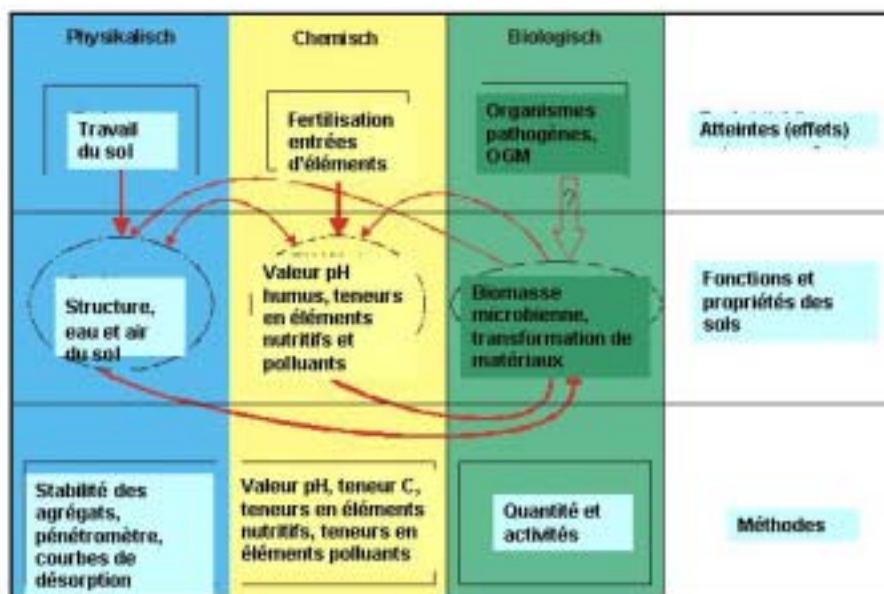 Physikalisch
Chemisch
Biologisch
Travail
du sol
Fertilisation
entrées
d'éléments
Organismes
pathogènes,
OGM
Atteintes (effets)
?
Structure,
eau et air
du sol
Valeur pH
humus, teneurs
en éléments
nutritifs et
polluants
Biomasse
microbienne,
transformation de
matériaux
Fonctions et
propriétés des
sols
Stabilité des
agrégats,
pénétromètre,
courbes de
désorption
Valeur pH, teneur C,
teneurs en éléments
nutritifs, teneurs en
éléments polluants
Quantité et
activités
Méthodes